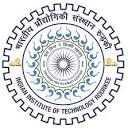 भारतीय प्रौद्योगिकी संस्थान रुड़की
INDIAN INSTITUTE OF TECHNOLOGY ROORKEE